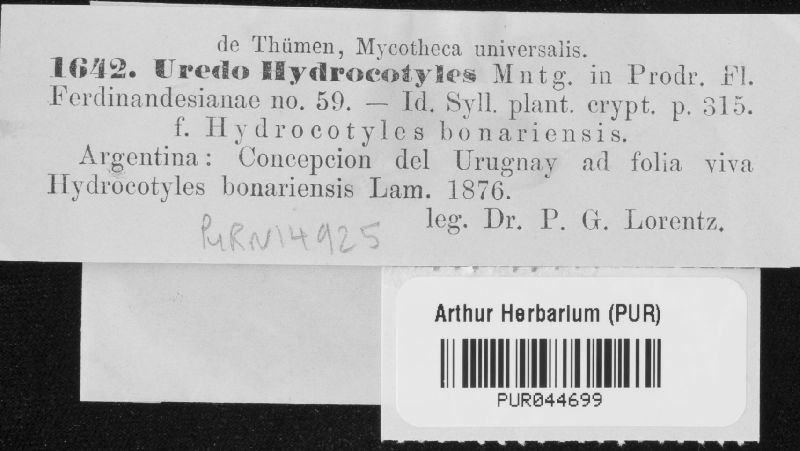 de Thümen, Mycotheca universalis.
1642. Uredo Hydrocotyles Mntg. in Prodr. Fl.
Ferdinandesianae no. 59. — Id. Syll. plant. crypt. p. 315.
f. Hydrocotyles bonariensis.
Argentina: Concepcion del Urugnay ad folia viva
Hydrocotyles bonariensis Lam. 1876.
leg. Dr. P. G. Lorentz.
PURN14925
Arthur Herbarium (PUR)
PUR044699